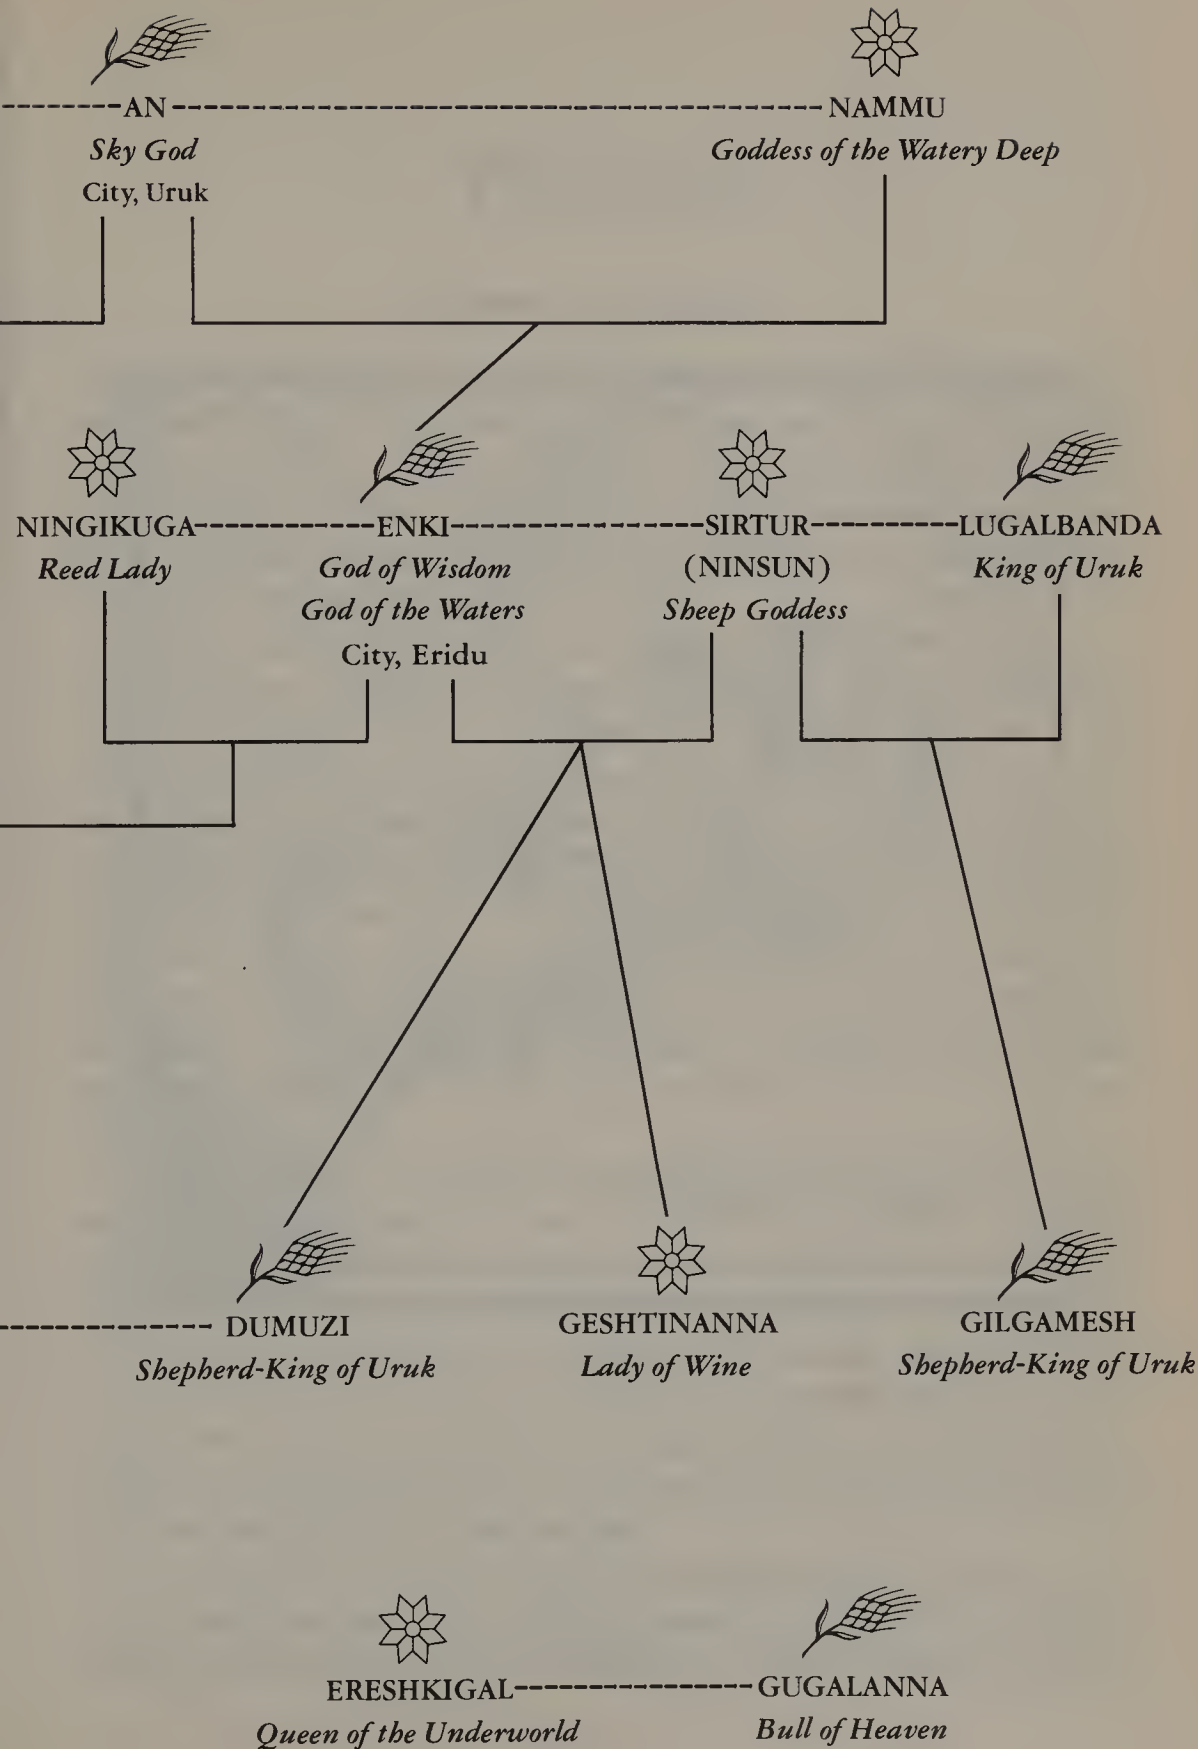 AN
NAMMU
Sky God
Goddess of the Watery Deep
City, Uruk
NINGIKUGA
ENKI
SIRTUR
LUGALBANDA
Reed Lady
God of Wisdom
(NINSUN)
King of Uruk
God of the Waters
Sheep Goddess
City, Eridu
DUMUZI
GESHTINANNA
GILGAMESH
Shepherd-King of Uruk
Lady of Wine
Shepherd-King of Uruk
ERESHKIGAL
GUGALANNA
Queen of the Underworld
Bull of Heaven